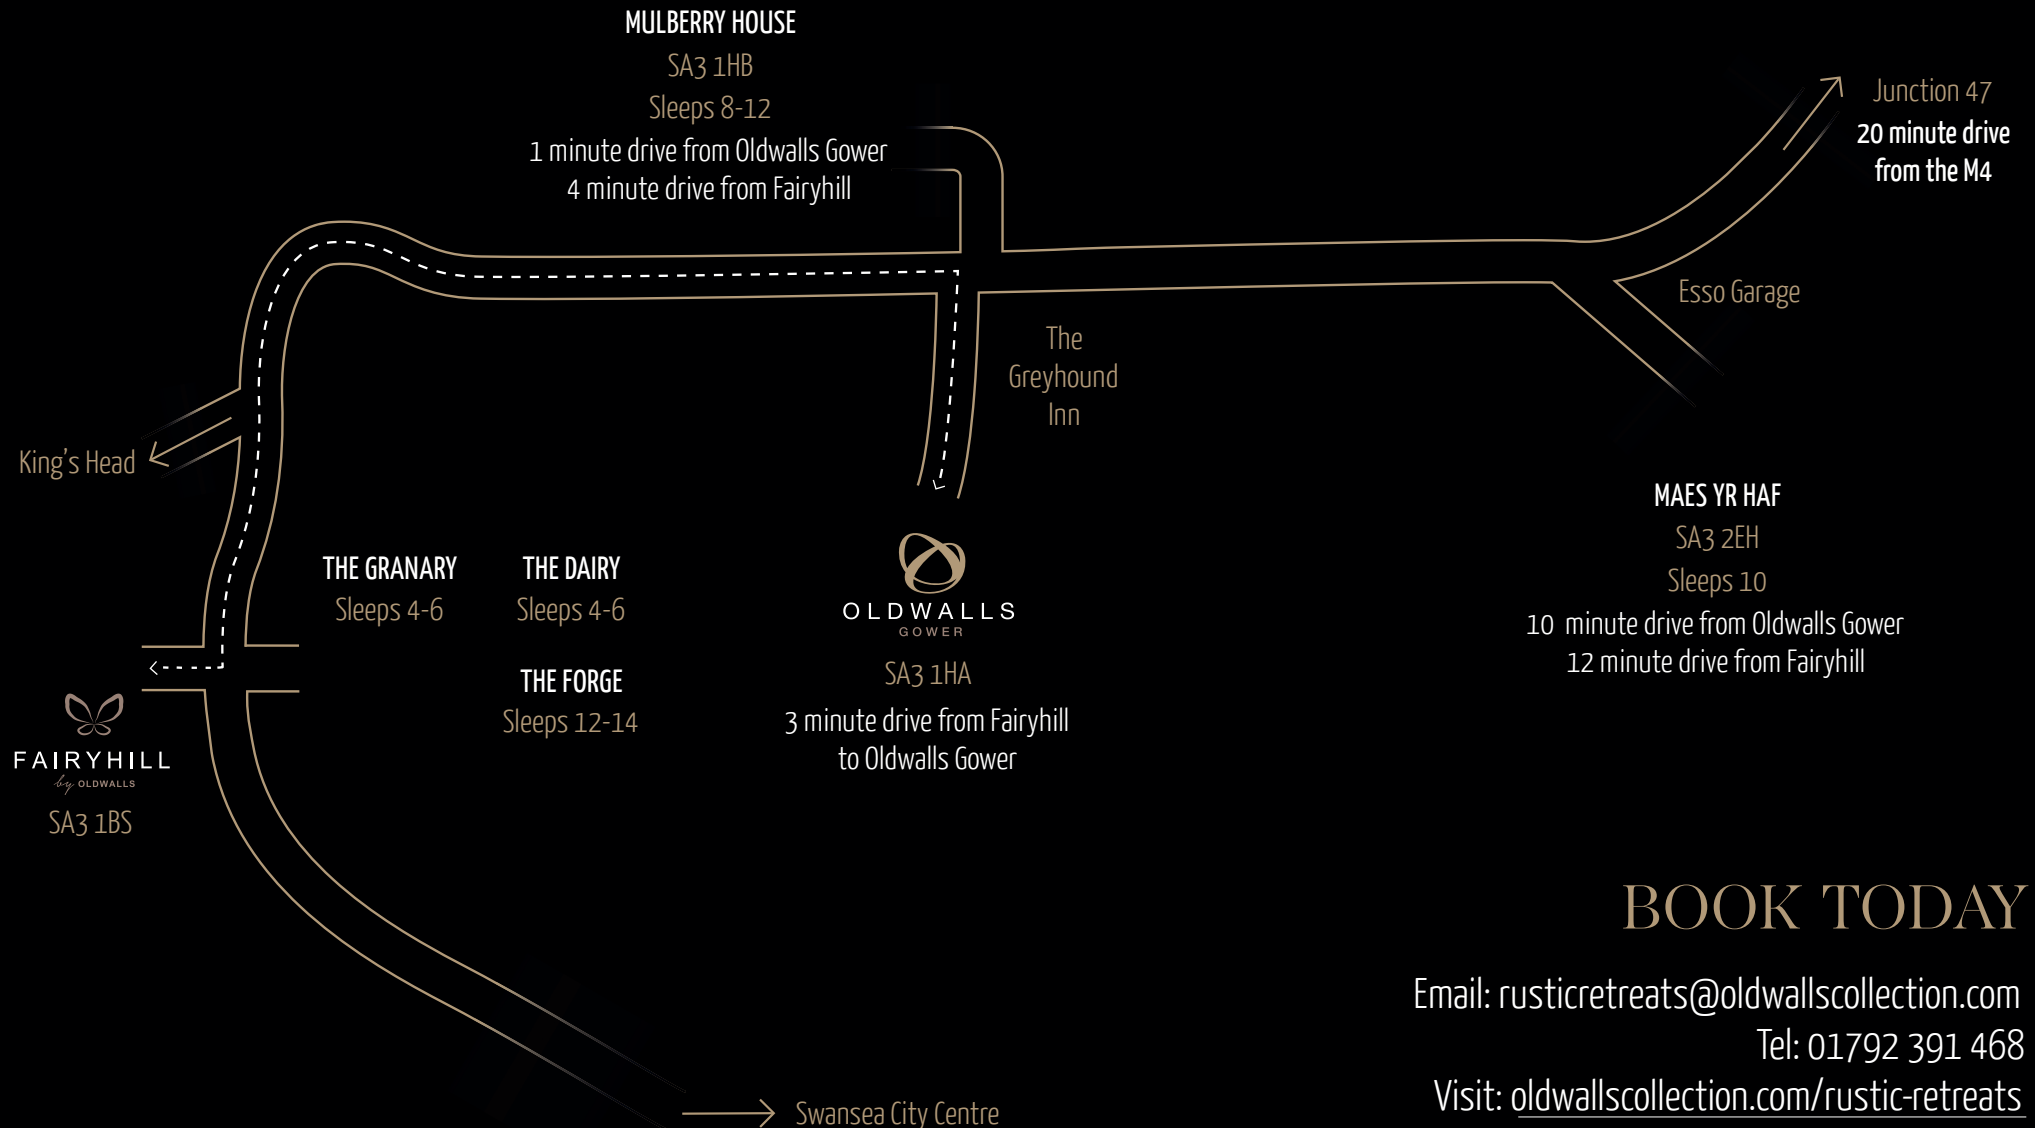 MULBERRY HOUSE
SA3 1HB
Sleeps 8-12
1 minute drive from Oldwalls Gower
4 minute drive from Fairyhill
Junction 47
20 minute drive
from the M4
Esso Garage
The
Greyhound
Inn
King's Head
THE GRANARY
Sleeps 4-6
THE DAIRY
Sleeps 4-6
THE FORGE
Sleeps 12-14
OLDWALLS
GOWER
SA3 1HA
3 minute drive from Fairyhill
to Oldwalls Gower
MAES YR HAF
SA3 2EH
Sleeps 10
10 minute drive from Oldwalls Gower
12 minute drive from Fairyhill
FAIRYHILL
by OLDWALLS
SA3 1BS
Swansea City Centre
BOOK TODAY
Email: rusticretreats@oldwallscollection.com
Tel: 01792 391 468
Visit: oldwallscollection.com/rustic-retreats